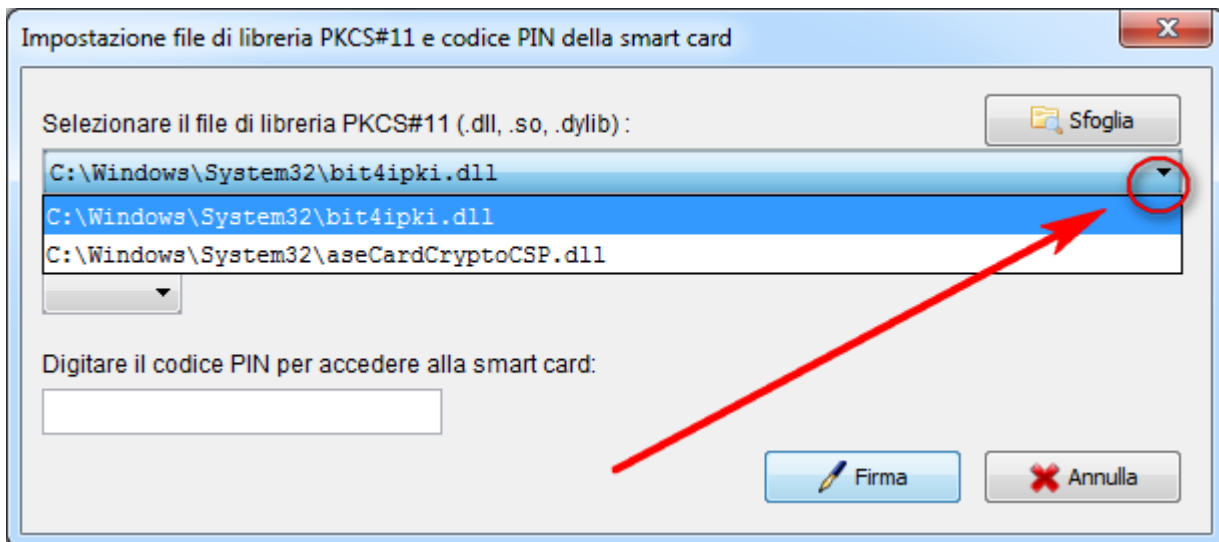 Impostazione file di libreria PKCS#11 e codice PIN della smart card
Selezionare il file di libreria PKCS#11 (.dll, .so, .dylib) :
Sfoglia
C:\Windows\System32\bit4ipki.dll
C:\Windows\System32\bit4ipki.dll
C:\Windows\System32\aseCardCryptoCSP.dll
Digitare il codice PIN per accedere alla smart card:
Firma
Annulla